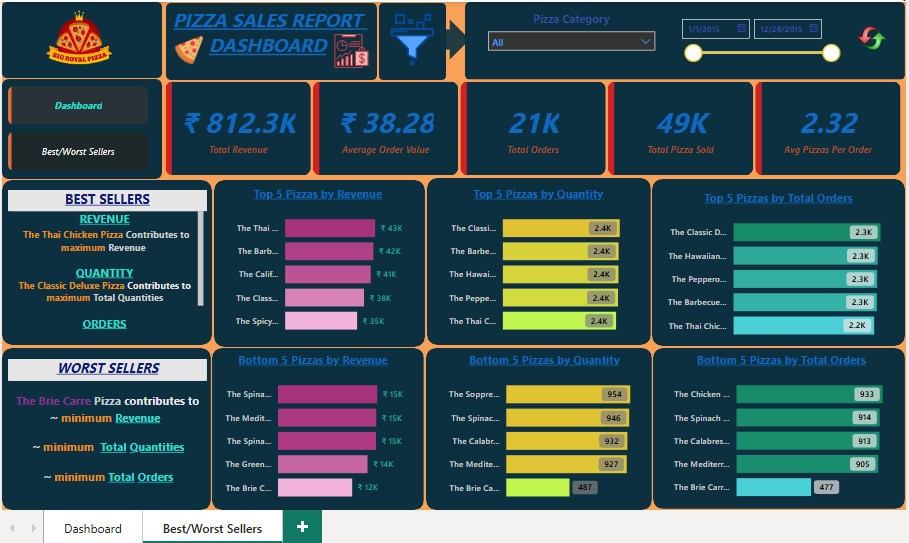 PIZZA SALES REPORT
DASHBOARD
BIG ROYAL PIZZA
Pizza Category
All
1/1/2015
12/28/2015
Dashboard
Best/Worst Sellers
₹ 812.3K
Total Revenue
₹ 38.28
Average Order Value
21K
Total Orders
49K
Total Pizza Sold
2.32
Avg Pizzas Per Order
BEST SELLERS
REVENUE
The Thai Chicken Pizza Contributes to
maximum Revenue
QUANTITY
The Classic Deluxe Pizza Contributes to
maximum Total Quantities
ORDERS
Top 5 Pizzas by Revenue
The Thai ... ₹ 43K
The Barb... ₹ 42K
The Calif... ₹ 41K
The Class... ₹ 38K
The Spicy... ₹ 35K
Top 5 Pizzas by Quantity
The Classi... 2.4K
The Barbe... 2.4K
The Hawai... 2.4K
The Peppe... 2.4K
The Thai C... 2.4K
Top 5 Pizzas by Total Orders
The Classic D... 2.3K
The Hawaiian... 2.3K
The Peppero... 2.3K
The Barbecue... 2.3K
The Thai Chic... 2.2K
WORST SELLERS
The Brie Carre Pizza contributes to
~ minimum Revenue
~ minimum Total Quantities
~ minimum Total Orders
Bottom 5 Pizzas by Revenue
The Spina... ₹ 15K
The Medit... ₹ 15K
The Spina... ₹ 15K
The Green... ₹ 14K
The Brie C... ₹ 12K
Bottom 5 Pizzas by Quantity
The Soppre... 954
The Spinac... 946
The Calabr... 932
The Medite... 927
The Brie Ca... 487
Bottom 5 Pizzas by Total Orders
The Chicken ... 933
The Spinach ... 914
The Calabres... 913
The Mediterr... 905
The Brie Carr... 477
Dashboard
Best/Worst Sellers
+